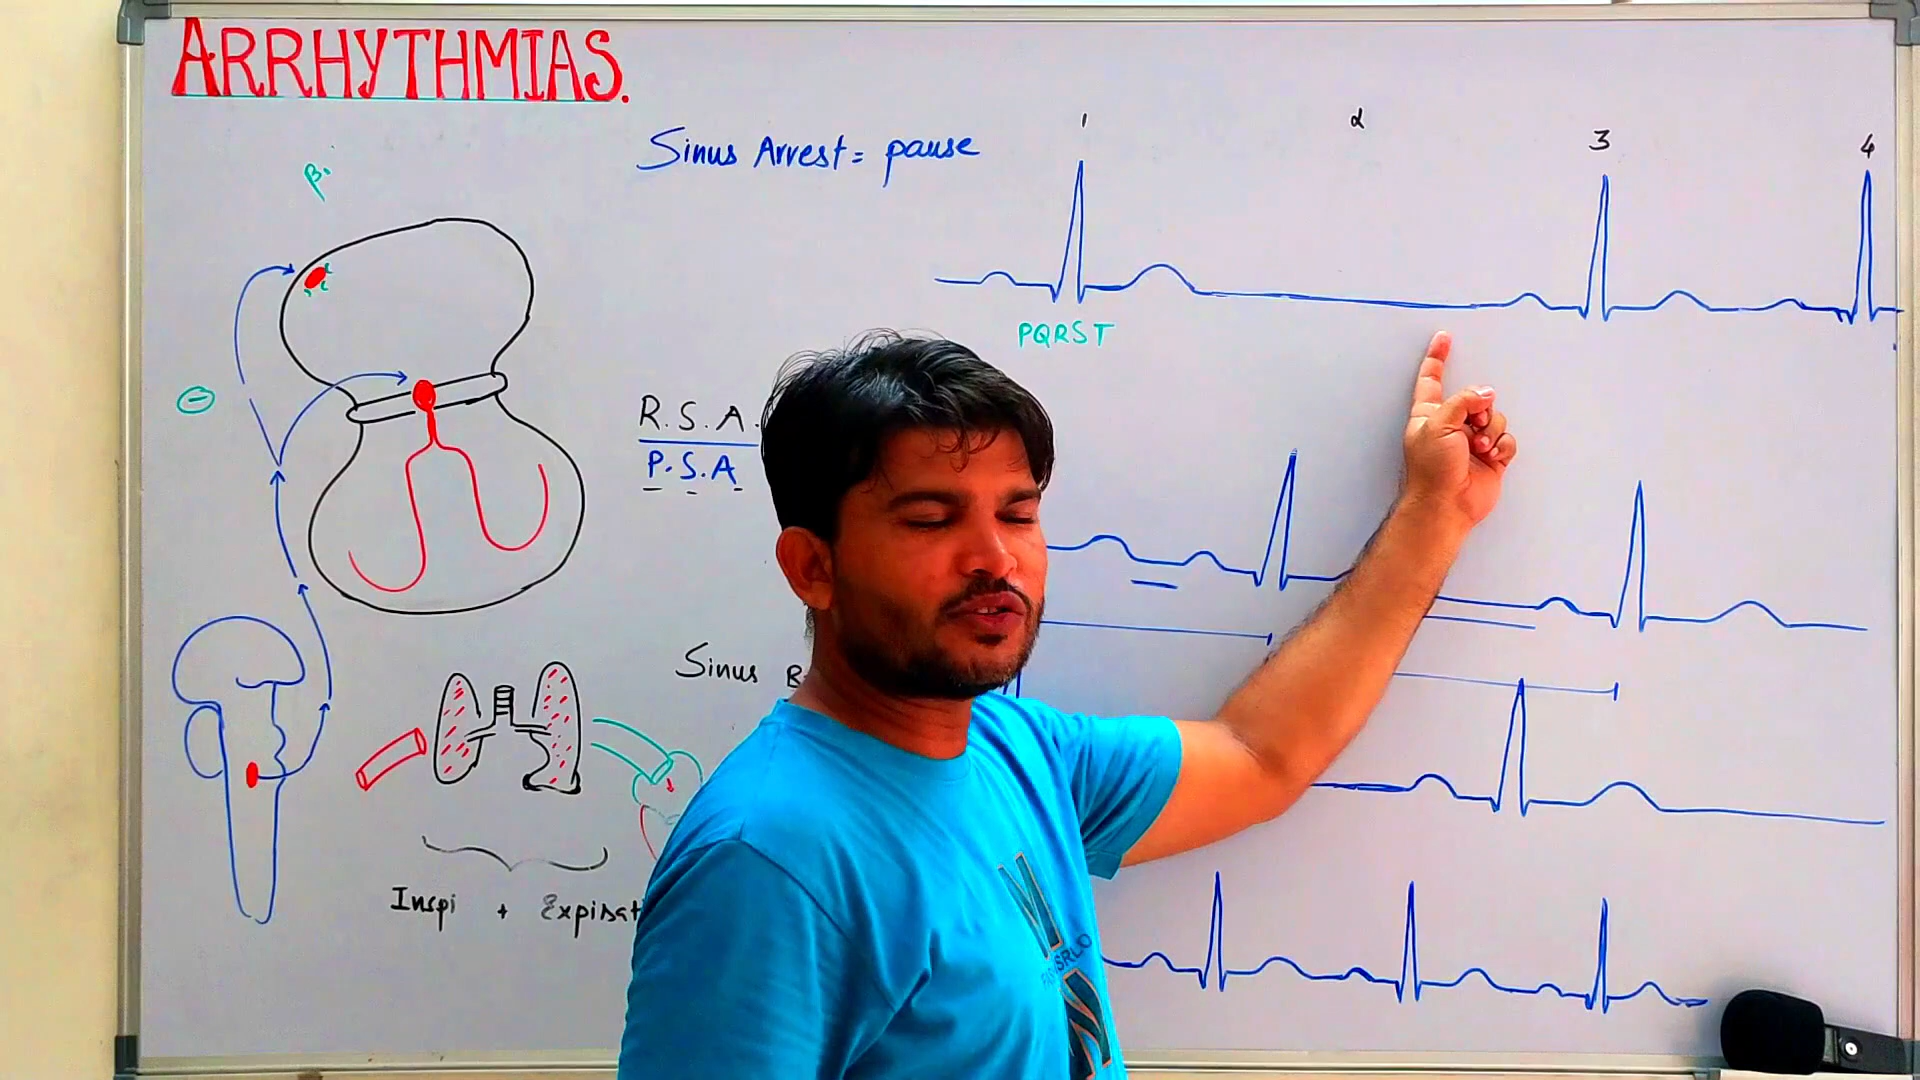 ARRHYTHMIAS.
Sinus Arrest = pause
1 2 3 4
β.
PQRST
R.S.A.
P.S.A
Sinus B
Inspi + Expirat